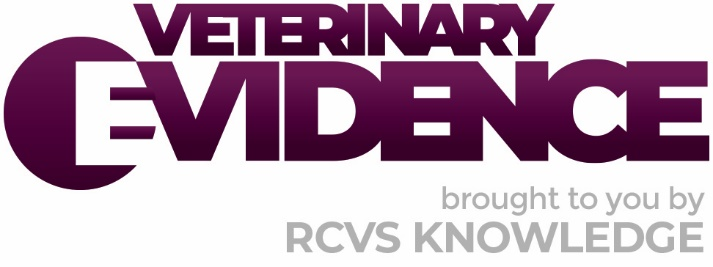 VETERINARY
EVIDENCE
brought to you by
RCVS KNOWLEDGE